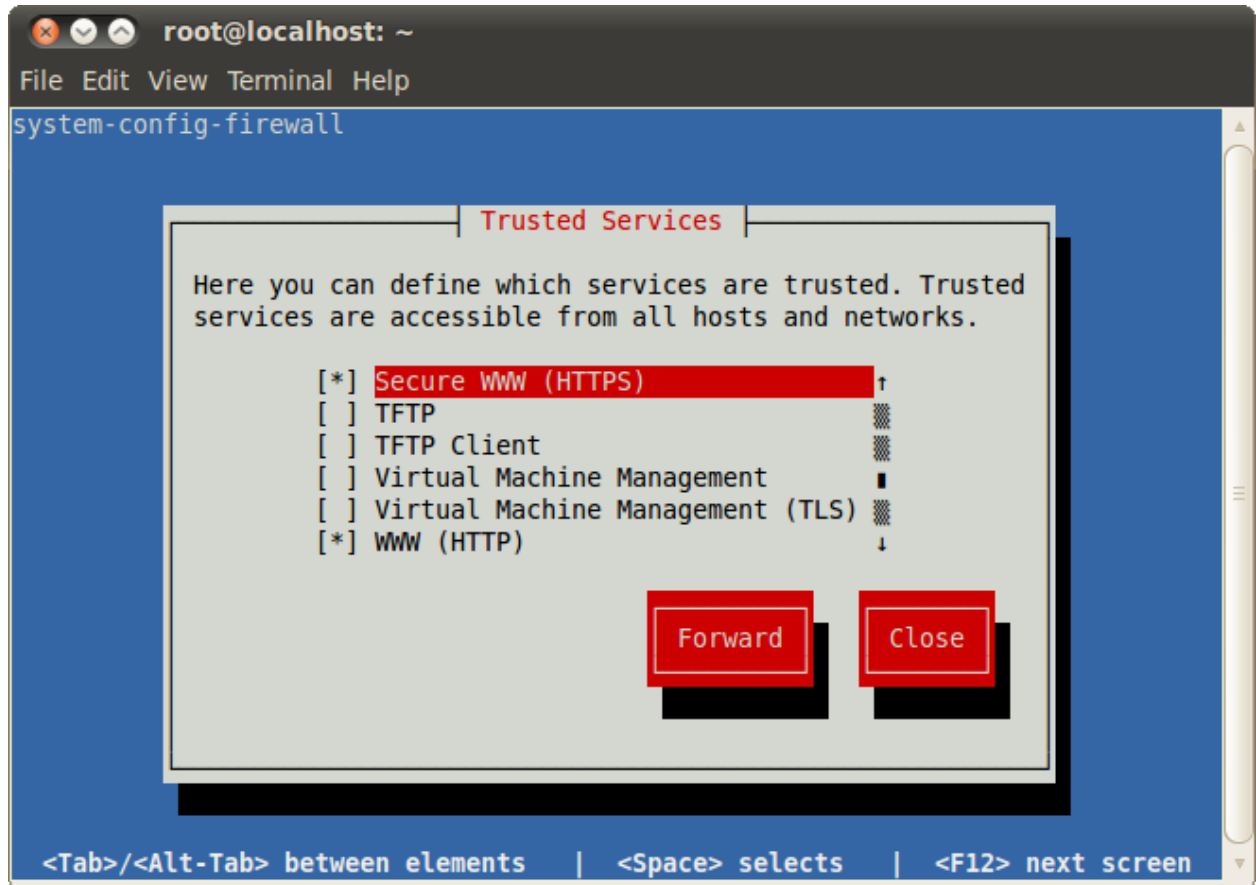 root@localhost: ~
File Edit View Terminal Help
system-config-firewall
Trusted Services
Here you can define which services are trusted. Trusted
services are accessible from all hosts and networks.
[*] Secure WWW (HTTPS) ↑
[ ] TFTP
[ ] TFTP Client
[ ] Virtual Machine Management
[ ] Virtual Machine Management (TLS)
[*] WWW (HTTP) ↓
Forward Close
<Tab>/<Alt-Tab> between elements | <Space> selects | <F12> next screen